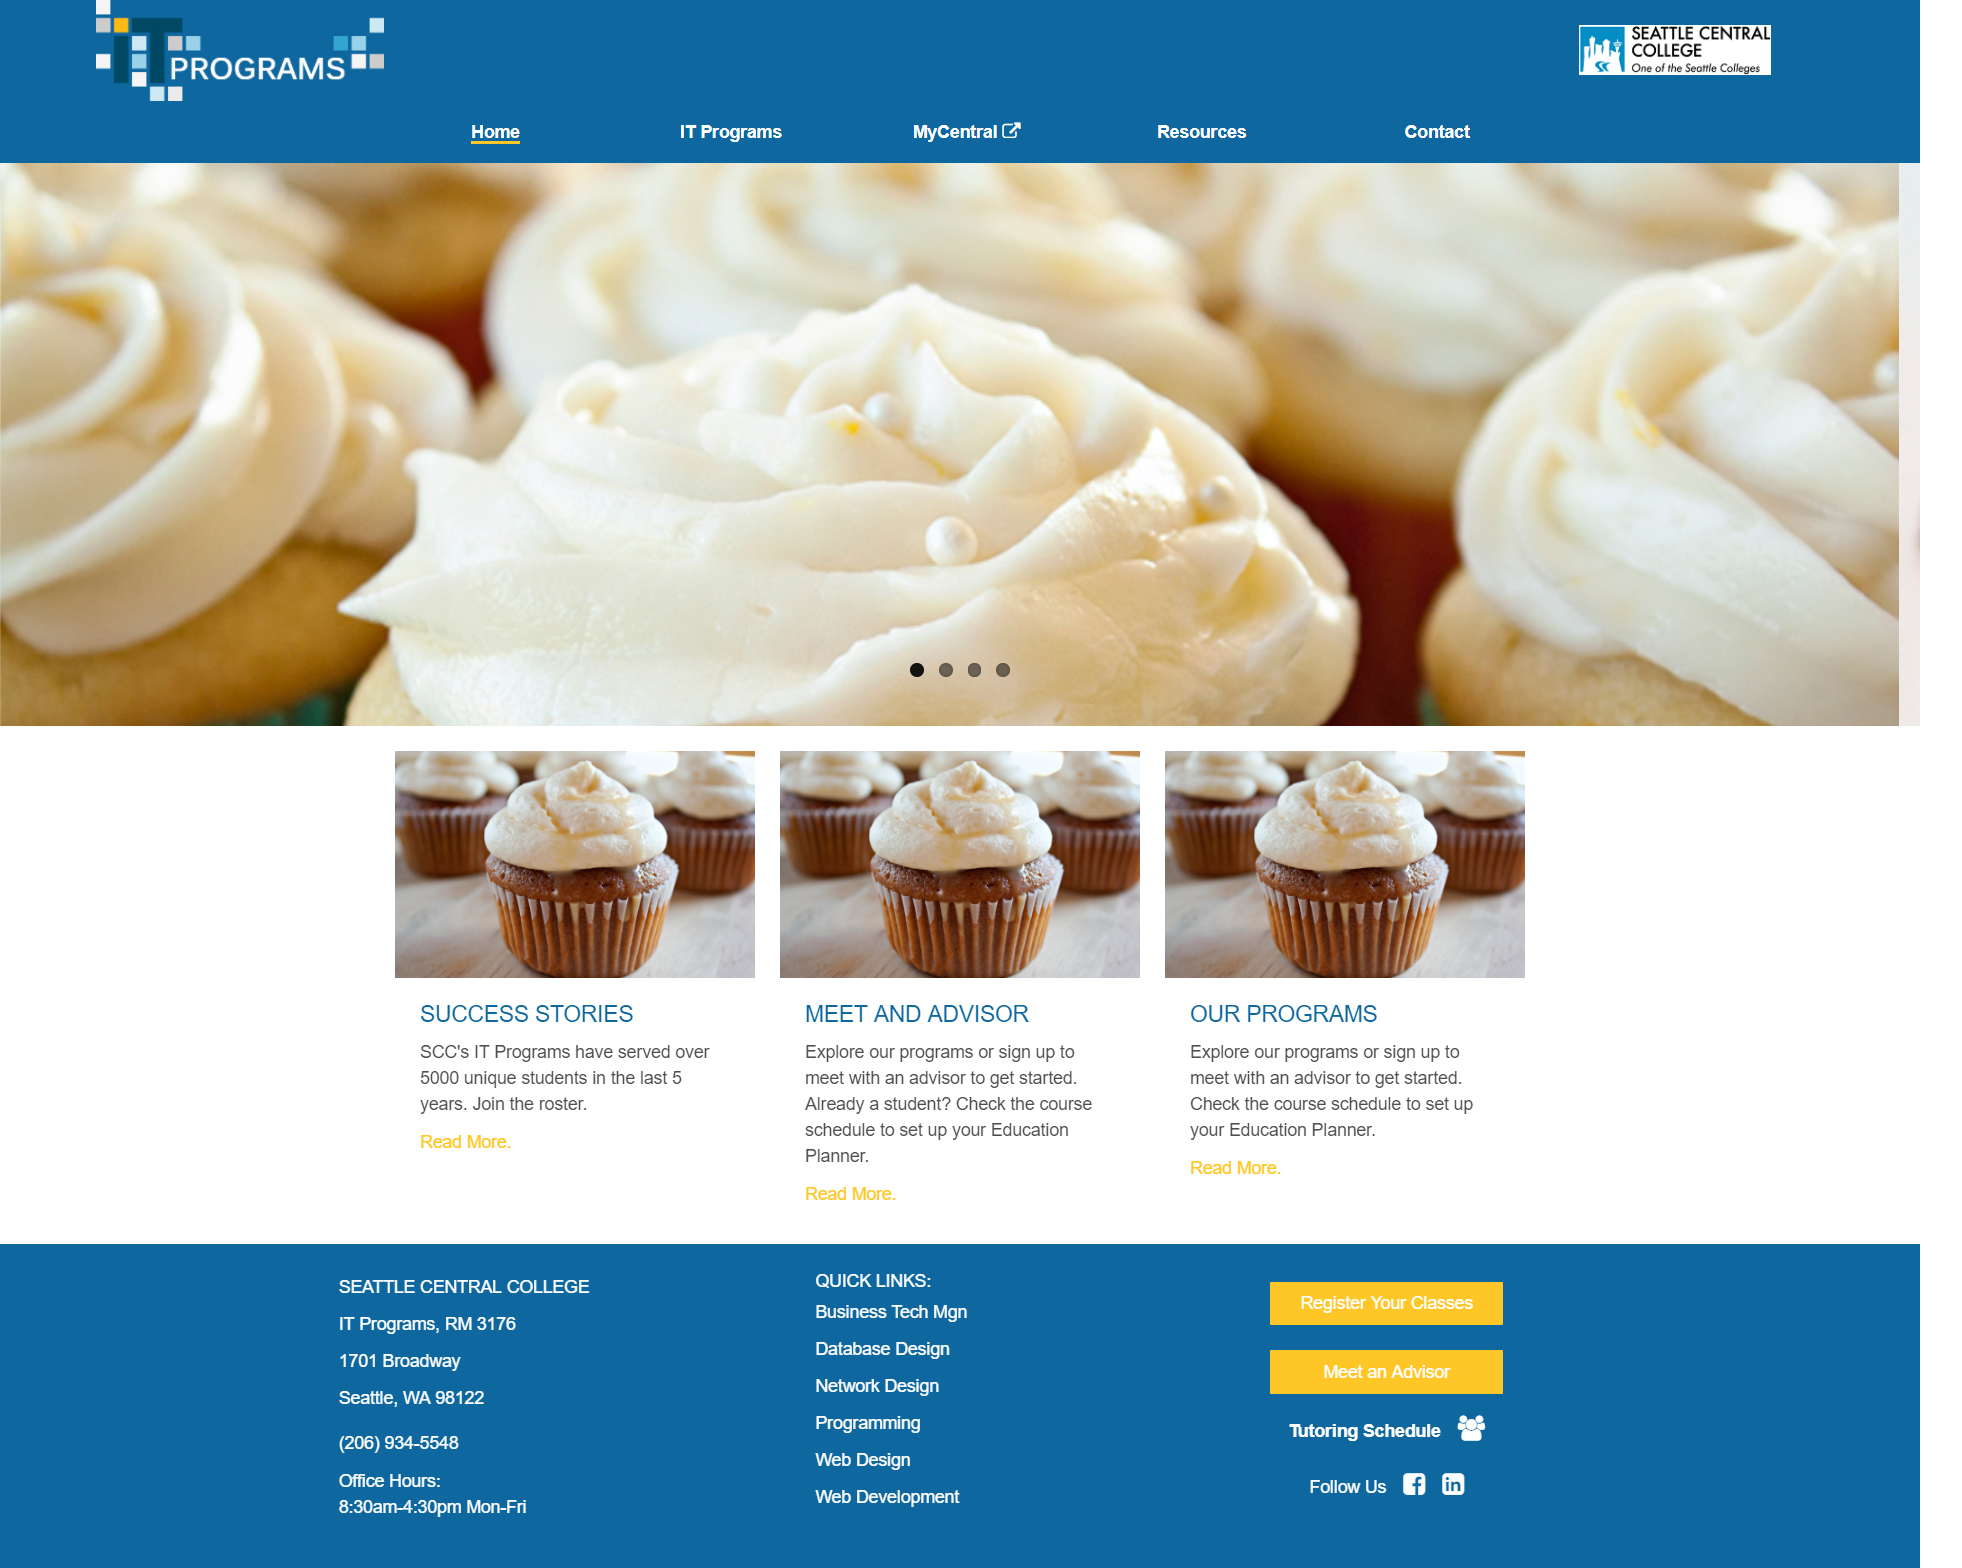 IT
PROGRAMS
SEATTLE CENTRAL
COLLEGE
One of the Seattle Colleges
Home
IT Programs
MyCentral
Resources
Contact
SUCCESS STORIES
SCC's IT Programs have served over
5000 unique students in the last 5
years. Join the roster.
Read More.
MEET AND ADVISOR
Explore our programs or sign up to
meet with an advisor to get started.
Already a student? Check the course
schedule to set up your Education
Planner.
Read More.
OUR PROGRAMS
Explore our programs or sign up to
meet with an advisor to get started.
Check the course schedule to set up
your Education Planner.
Read More.
SEATTLE CENTRAL COLLEGE
IT Programs, RM 3176
1701 Broadway
Seattle, WA 98122
(206) 934-5548
Office Hours:
8:30am-4:30pm Mon-Fri
QUICK LINKS:
Business Tech Mgn
Database Design
Network Design
Programming
Web Design
Web Development
Register Your Classes
Meet an Advisor
Tutoring Schedule
Follow Us